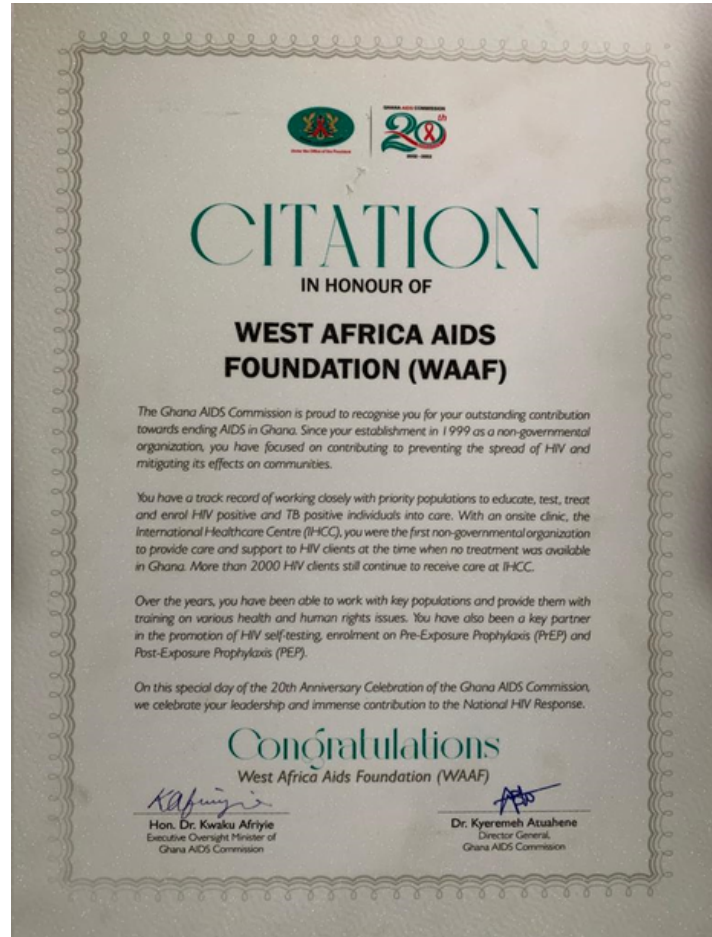 GHANA AIDS COMMISSION
20th
Under the Office of the President
CITATION
IN HONOUR OF
WEST AFRICA AIDS
FOUNDATION (WAAF)
The Ghana AIDS Commission is proud to recognise you for your outstanding contribution
towards ending AIDS in Ghana. Since your establishment in 1999 as a non-governmental
organization, you have focused on contributing to preventing the spread of HIV and
mitigating its effects on communities.
You have a track record of working closely with priority populations to educate, test, treat
and enrol HIV positive and TB positive individuals into care. With an onsite clinic, the
International Healthcare Centre (IHCC), you were the first non-governmental organization
to provide care and support to HIV clients at the time when no treatment was available
in Ghana. More than 2000 HIV clients still continue to receive care at IHCC.
Over the years, you have been able to work with key populations and provide them with
training on various health and human rights issues. You have also been a key partner
in the promotion of HIV self-testing, enrolment on Pre-Exposure Prophylaxis (PrEP) and
Post-Exposure Prophylaxis (PEP).
On this special day of the 20th Anniversary Celebration of the Ghana AIDS Commission,
we celebrate your leadership and immense contribution to the National HIV Response.
Congratulations
West Africa Aids Foundation (WAAF)
Hon. Dr. Kwaku Afriyie
Executive Oversight Minister of
Ghana AIDS Commission
Dr. Kyeremeh Atuahene
Director General,
Ghana AIDS Commission